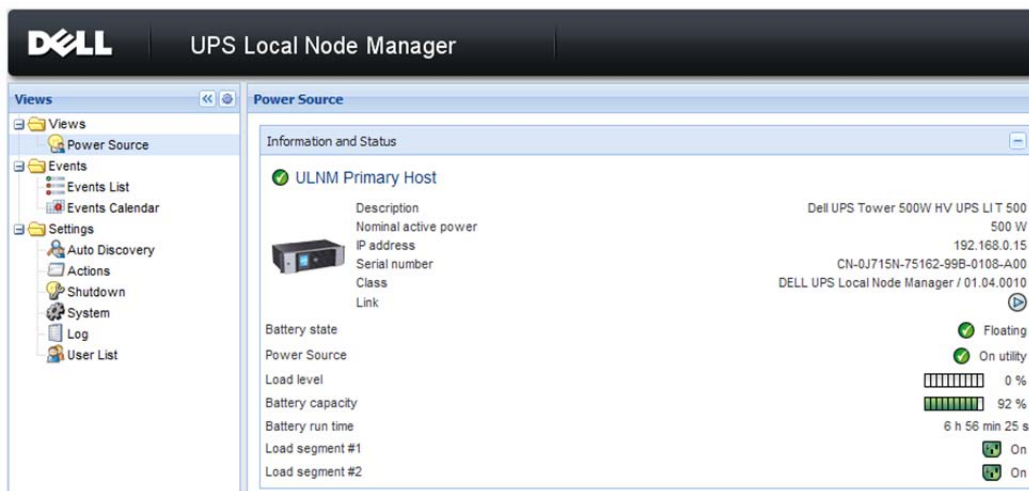 DELL
UPS Local Node Manager
Views
Power Source
Views
Power Source
Events
Events List
Events Calendar
Settings
Auto Discovery
Actions
Shutdown
System
Log
User List
Information and Status
ULNM Primary Host
Description Dell UPS Tower 500W HV UPS LI T 500
Nominal active power 500 W
IP address 192.168.0.15
Serial number CN-0J715N-75162-99B-0108-A00
Class DELL UPS Local Node Manager / 01.04.0010
Link
Battery state Floating
Power Source On utility
Load level 0 %
Battery capacity 92 %
Battery run time 6 h 56 min 25 s
Load segment #1 On
Load segment #2 On